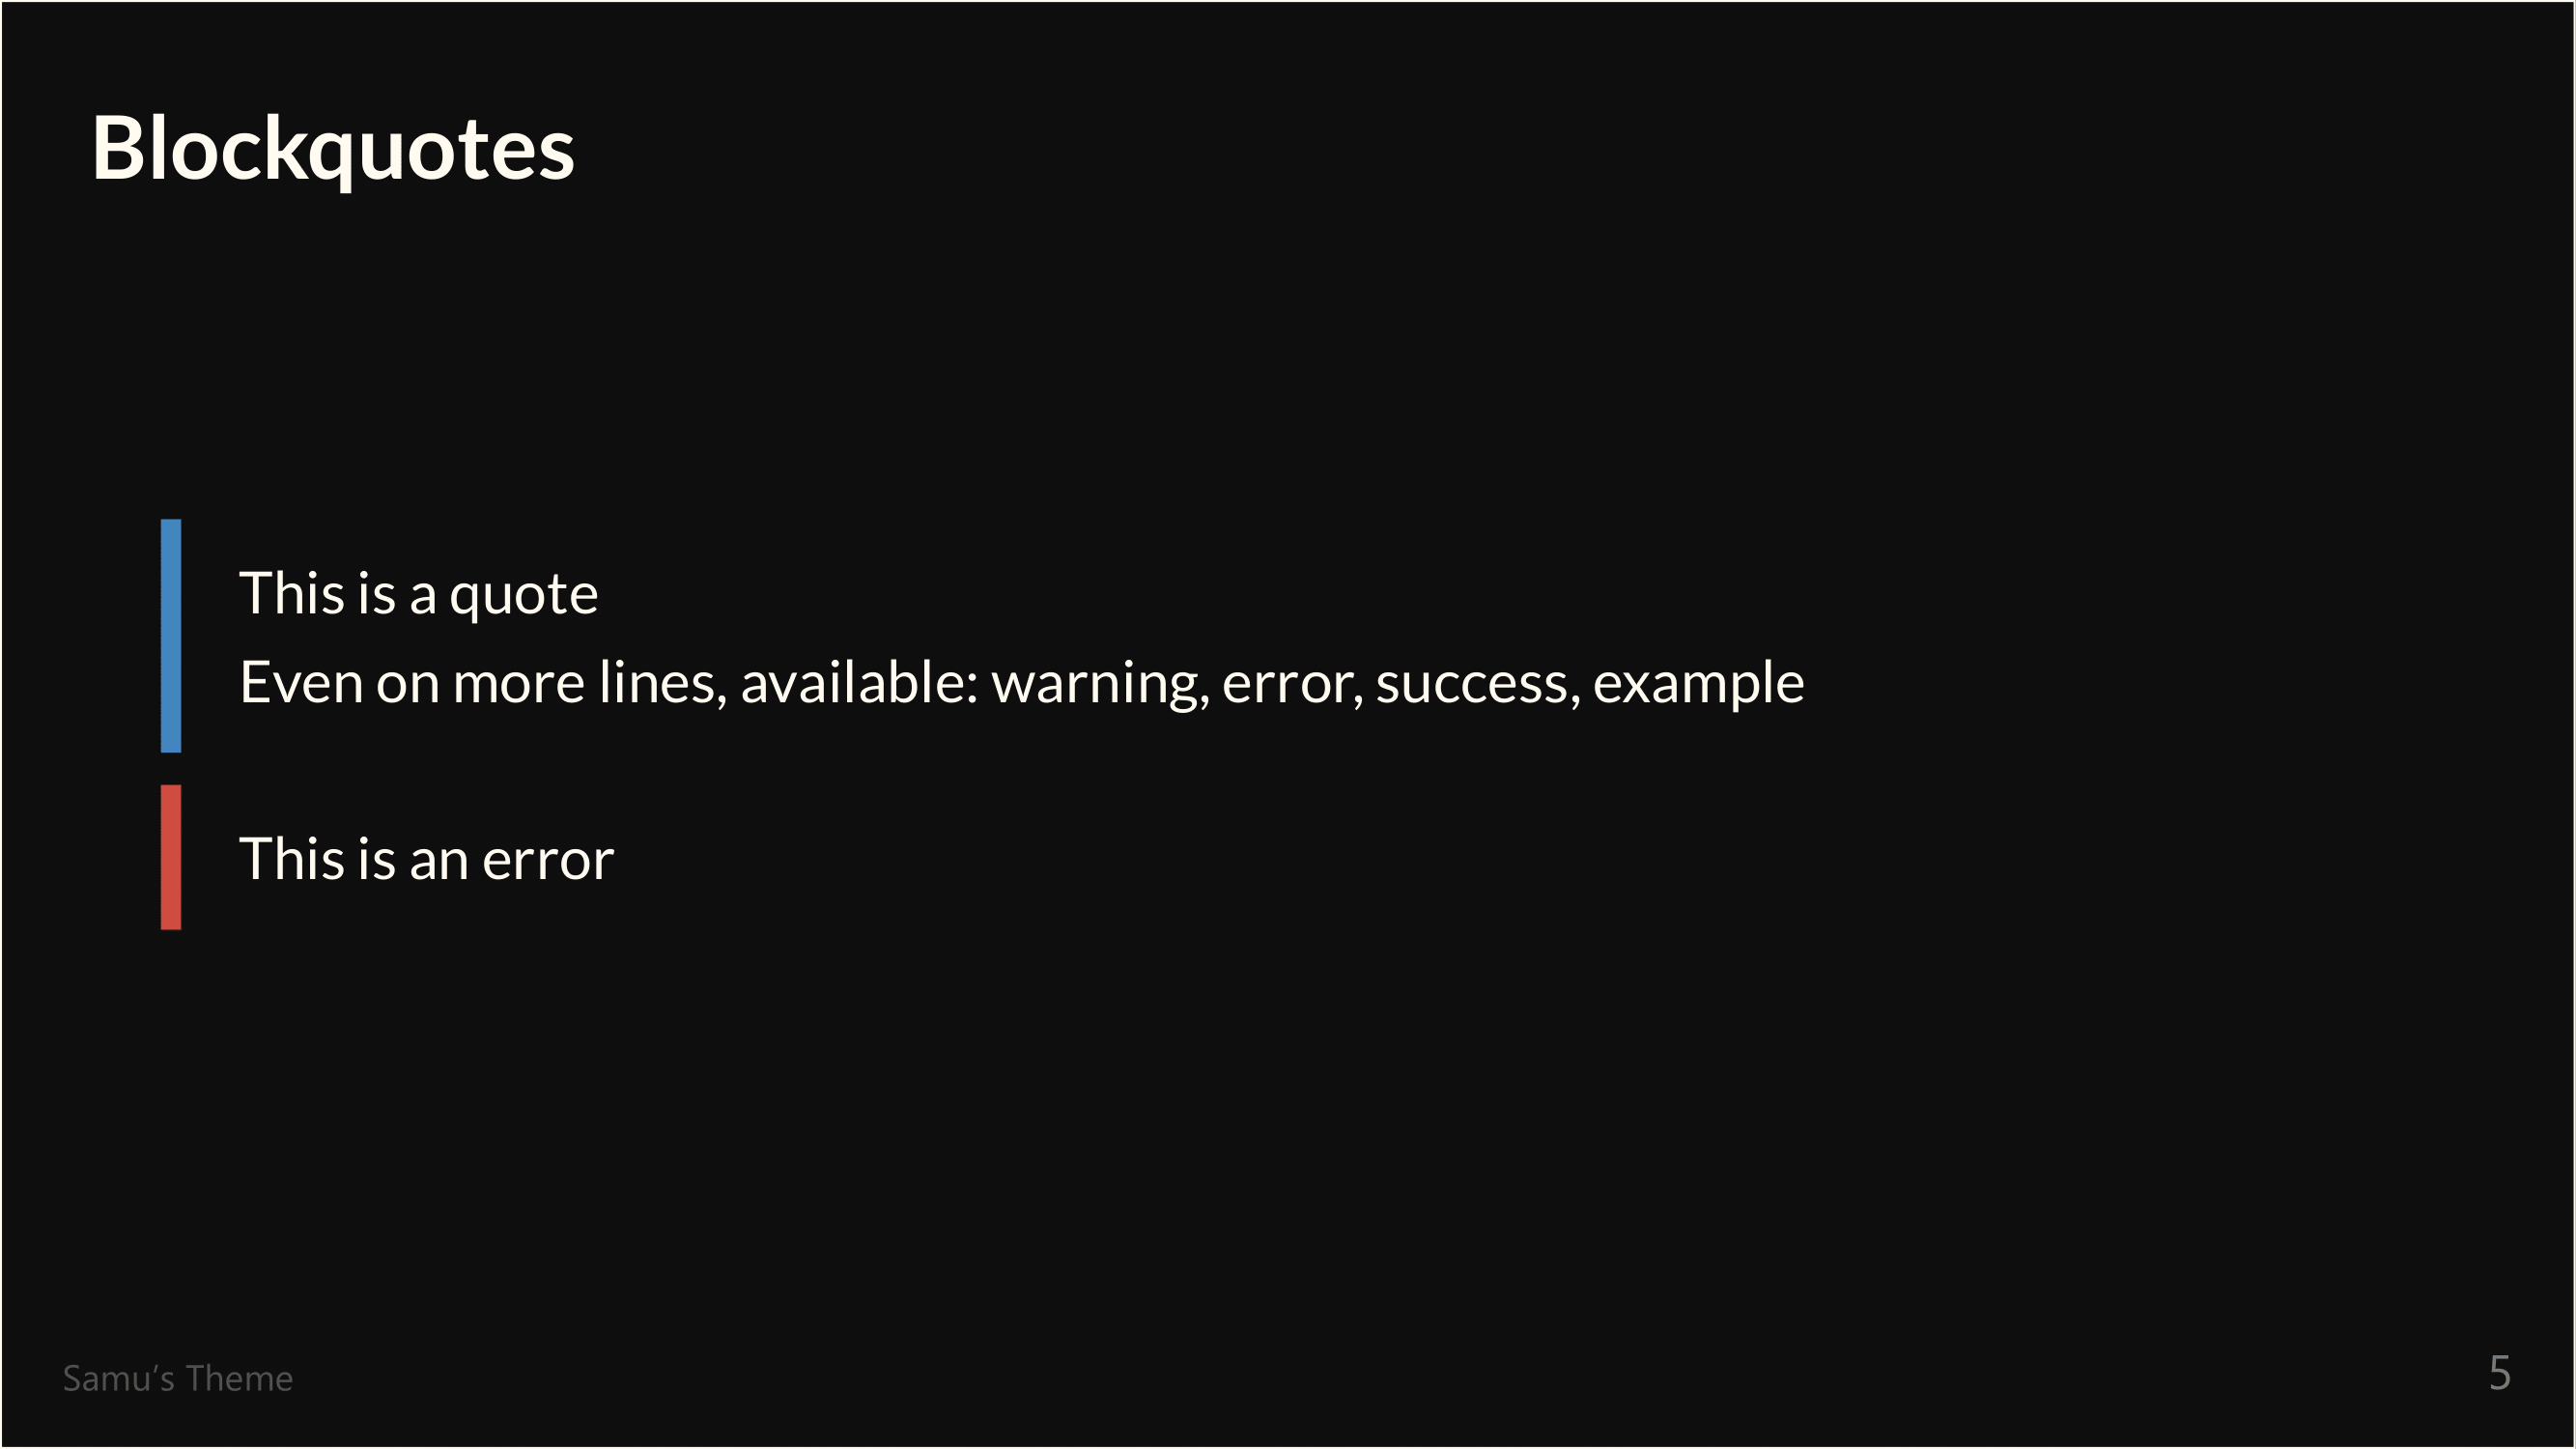 Blockquotes
This is a quote
Even on more lines, available: warning, error, success, example
This is an error
Samu's Theme
5